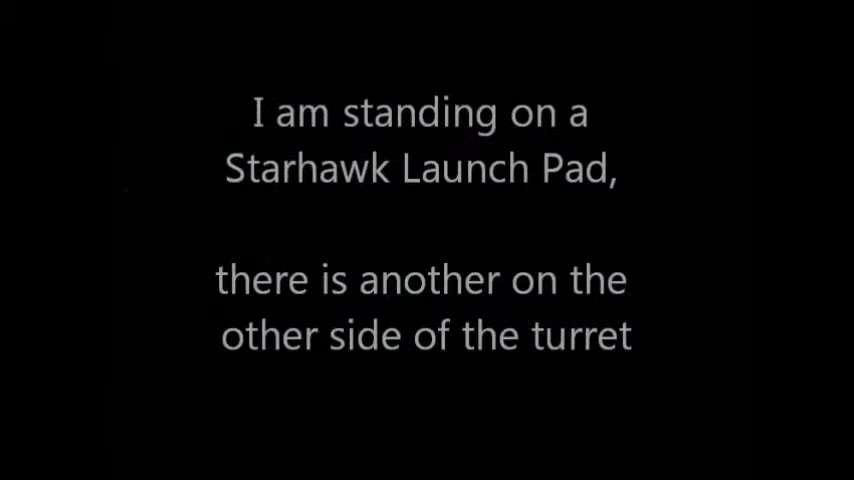 I am standing on a
Starhawk Launch Pad,
there is another on the
other side of the turret